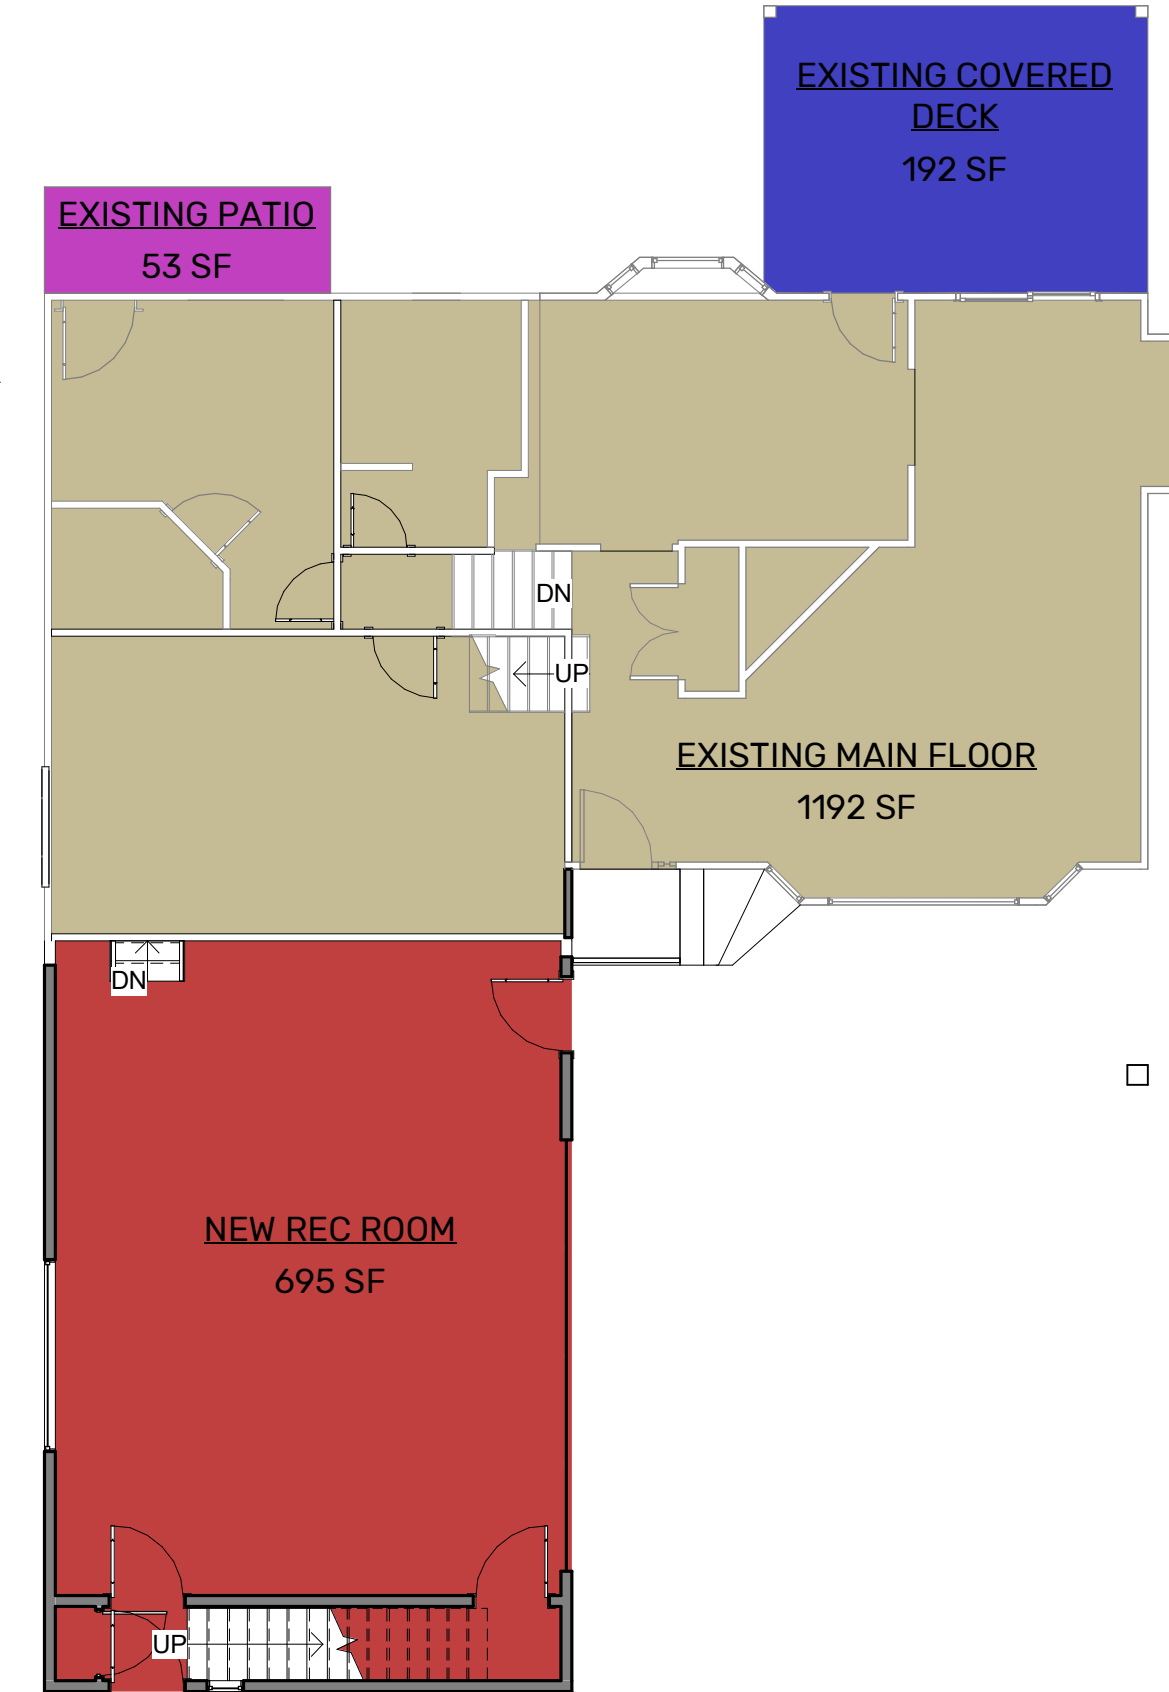 EXISTING COVERED
DECK
192 SF
EXISTING PATIO
53 SF
DN
UP
EXISTING MAIN FLOOR
1192 SF
DN
NEW REC ROOM
695 SF
UP